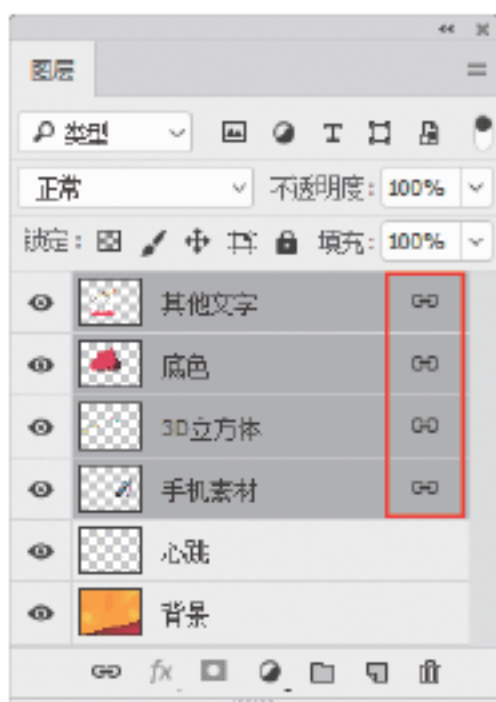 图层
类型
正常 不透明度: 100%
锁定: 填充: 100%
其他文字
底色
3D立方体
手机素材
心跳
背景
fx